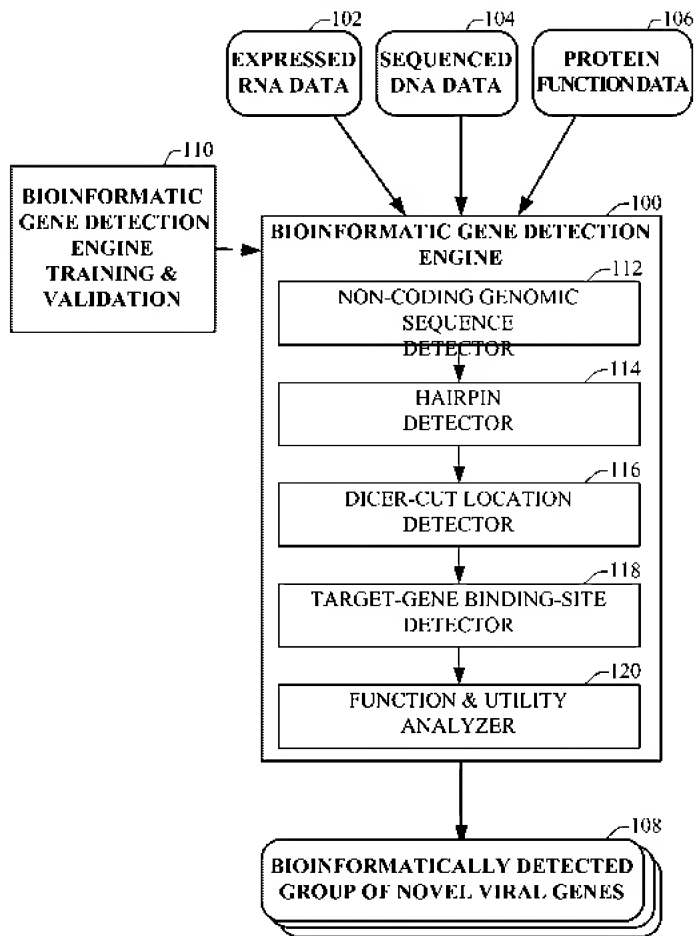 102
104
106
EXPRESSED
RNA DATA
SEQUENCED
DNA DATA
PROTEIN
FUNCTION DATA
110
BIOINFORMATIC
GENE DETECTION
ENGINE
TRAINING &
VALIDATION
100
BIOINFORMATIC GENE DETECTION
ENGINE
112
NON-CODING GENOMIC
SEQUENCE
DETECTOR
114
HAIRPIN
DETECTOR
116
DICER-CUT LOCATION
DETECTOR
118
TARGET-GENE BINDING-SITE
DETECTOR
120
FUNCTION & UTILITY
ANALYZER
108
BIOINFORMATICALLY DETECTED
GROUP OF NOVEL VIRAL GENES